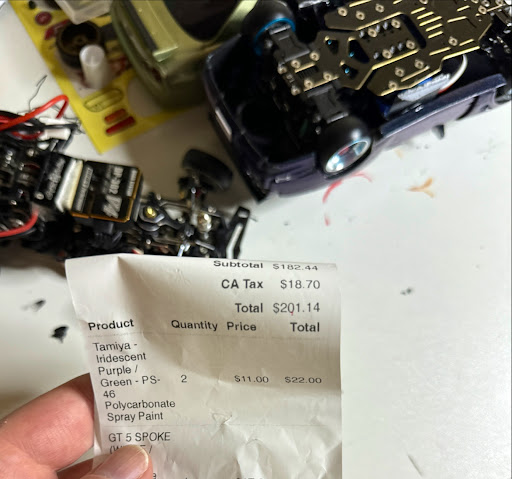 Subtotal $182.44
CA Tax $18.70
Total $201.14
Product Quantity Price Total
Tamiya -
Iridescent
Purple /
Green - PS-
46
Polycarbonate
Spray Paint
2 $11.00 $22.00
GT 5 SPOKE